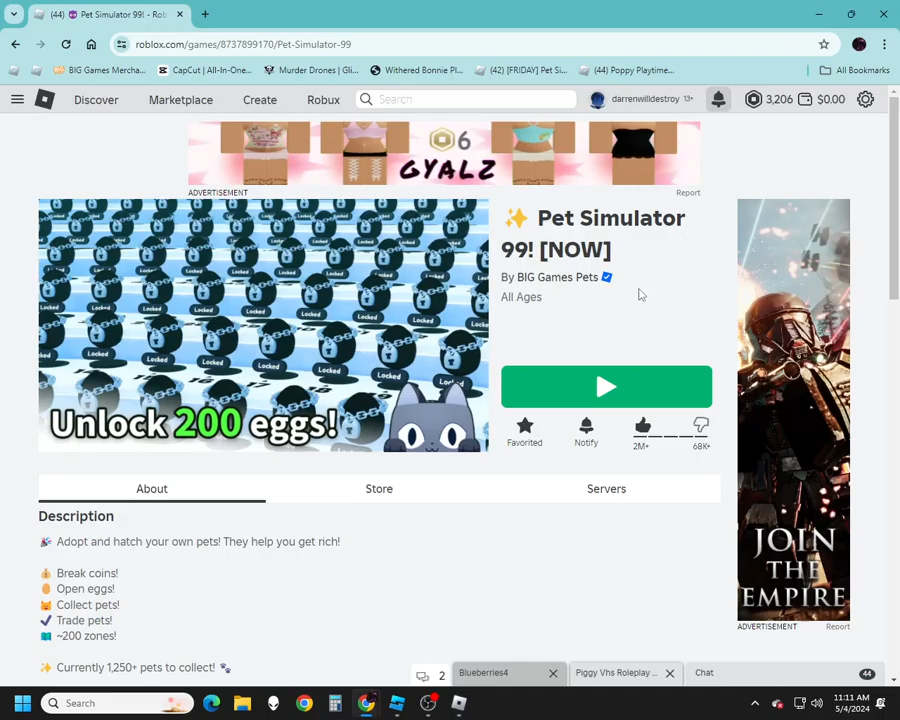 (44) 😈 Pet Simulator 99! - Rob
roblox.com/games/8737899170/Pet-Simulator-99
BIG Games Mercha...
CapCut | All-In-One...
Murder Drones | Gli...
Withered Bonnie Pl...
(42) [FRIDAY] Pet Si...
(44) Poppy Playtime...
All Bookmarks
Discover
Marketplace
Create
Robux
Search
darrenwilldestroy 13+
3,206
$0.00
6
GYALZ
ADVERTISEMENT
Report
✨ Pet Simulator
99! [NOW]
By BIG Games Pets
All Ages
Locked Locked Locked Locked
Unlock 200 eggs!
Favorited
Notify
2M+
68K+
JOIN
THE
EMPIRE
ADVERTISEMENT
Report
About
Store
Servers
Description
🎉 Adopt and hatch your own pets! They help you get rich!
💰 Break coins!
🥚 Open eggs!
🐱 Collect pets!
✔️ Trade pets!
🗺️ ~200 zones!
✨ Currently 1,250+ pets to collect! 🐾
2
Blueberries4
Piggy Vhs Roleplay ...
Chat
44
Search
11:11 AM
5/4/2024